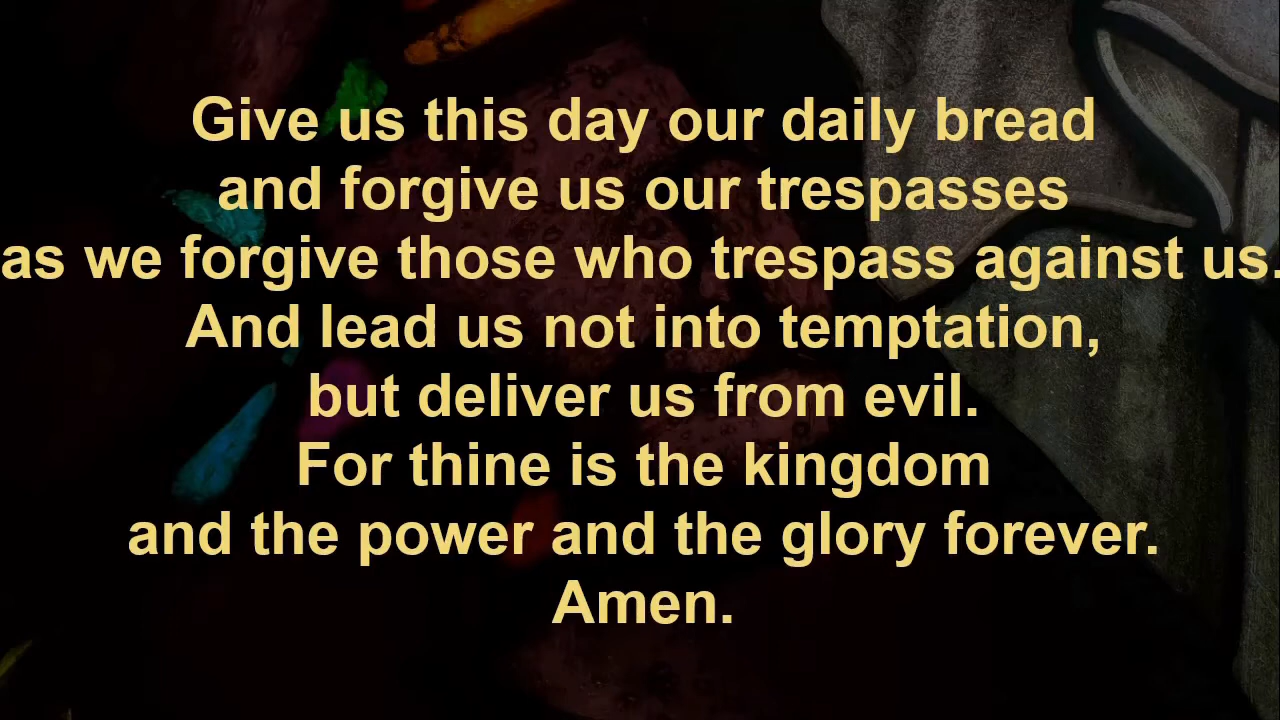 Give us this day our daily bread
and forgive us our trespasses
as we forgive those who trespass against us.
And lead us not into temptation,
but deliver us from evil.
For thine is the kingdom
and the power and the glory forever.
Amen.